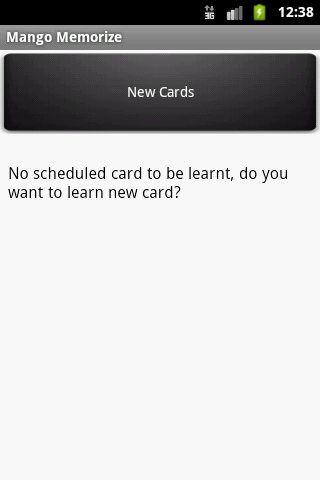 3G 12:38
Mango Memorize
New Cards
No scheduled card to be learnt, do you
want to learn new card?